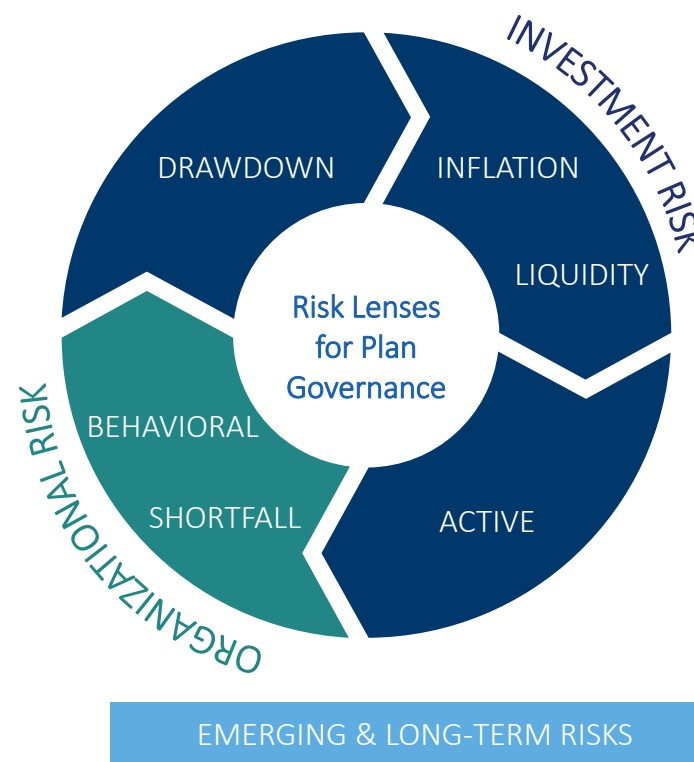 INVESTMENT RISK
DRAWDOWN
INFLATION
LIQUIDITY
Risk Lenses
for Plan
Governance
BEHAVIORAL
SHORTFALL
ACTIVE
ORGANIZATIONAL RISK
EMERGING & LONG-TERM RISKS